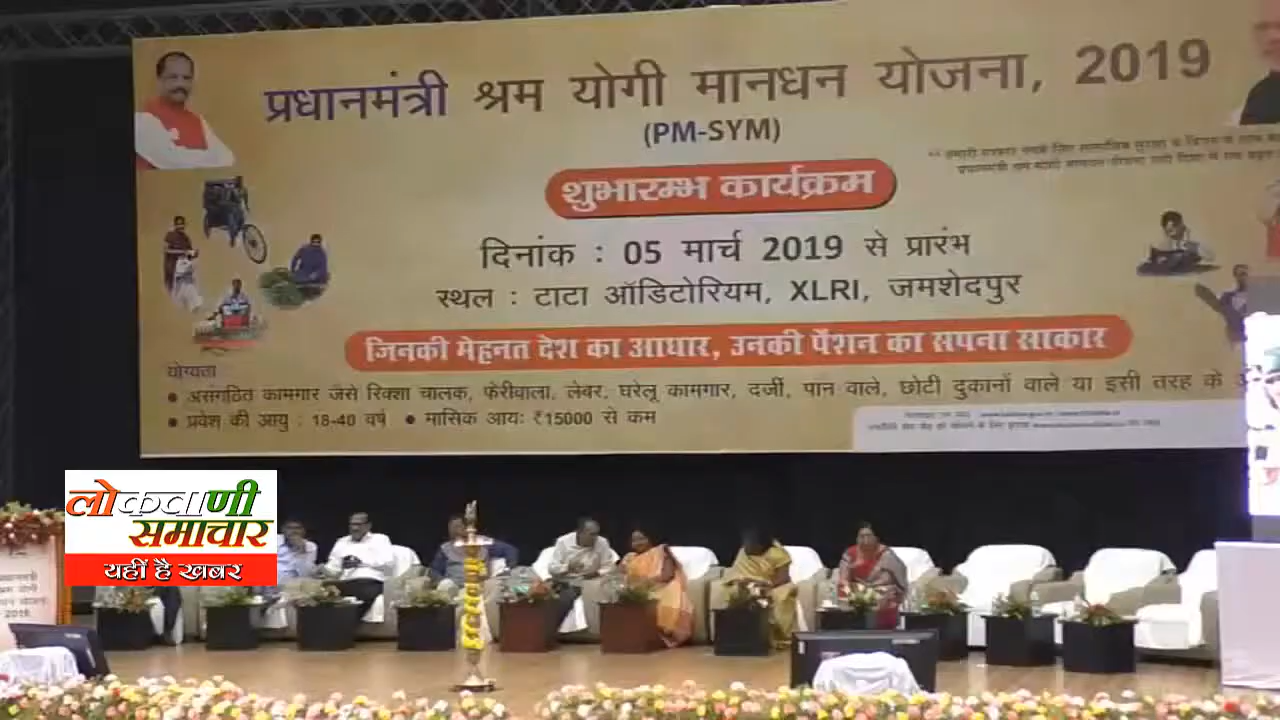 प्रधानमंत्री श्रम योगी मानधन योजना, 2019
(PM-SYM)
शुभारम्भ कार्यक्रम
दिनांक : 05 मार्च 2019 से प्रारंभ
स्थल : टाटा ऑडिटोरियम, XLRI, जमशेदपुर
जिनकी मेहनत देश का आधार, उनकी पेंशन का सपना साकार
योग्यता
• असंगठित कामगार जैसे रिक्शा चालक, फेरीवाला, लेबर, घरेलू कामगार, दर्जी, पान वाले, छोटी दुकानों वाले या इसी तरह के
• प्रवेश की आयु : 18-40 वर्ष • मासिक आयः ₹15000 से कम
लोकवाणी
समाचार
यहीं है खबर
श्रम योगी
2019